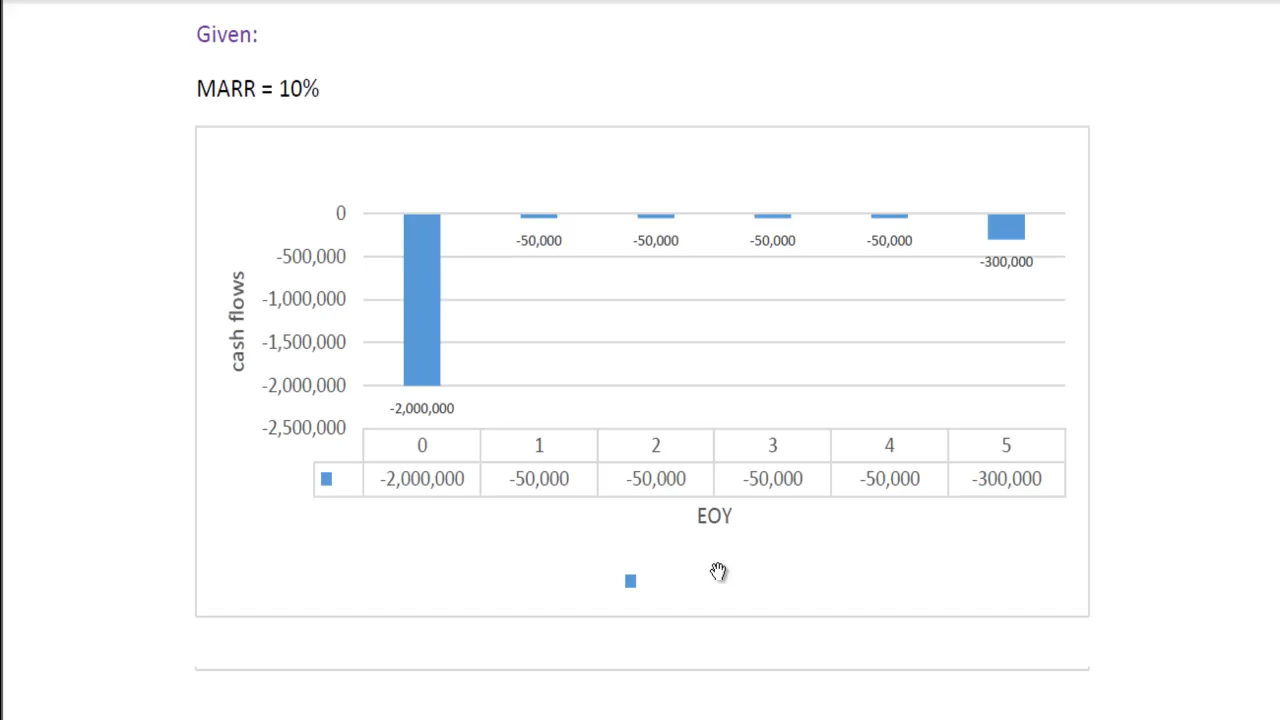 Given:
MARR = 10%
0
-500,000
-1,000,000
-1,500,000
-2,000,000
-2,500,000
cash flows
-50,000 -50,000 -50,000 -50,000
-300,000
-2,000,000
0 1 2 3 4 5
-2,000,000 -50,000 -50,000 -50,000 -50,000 -300,000
EOY